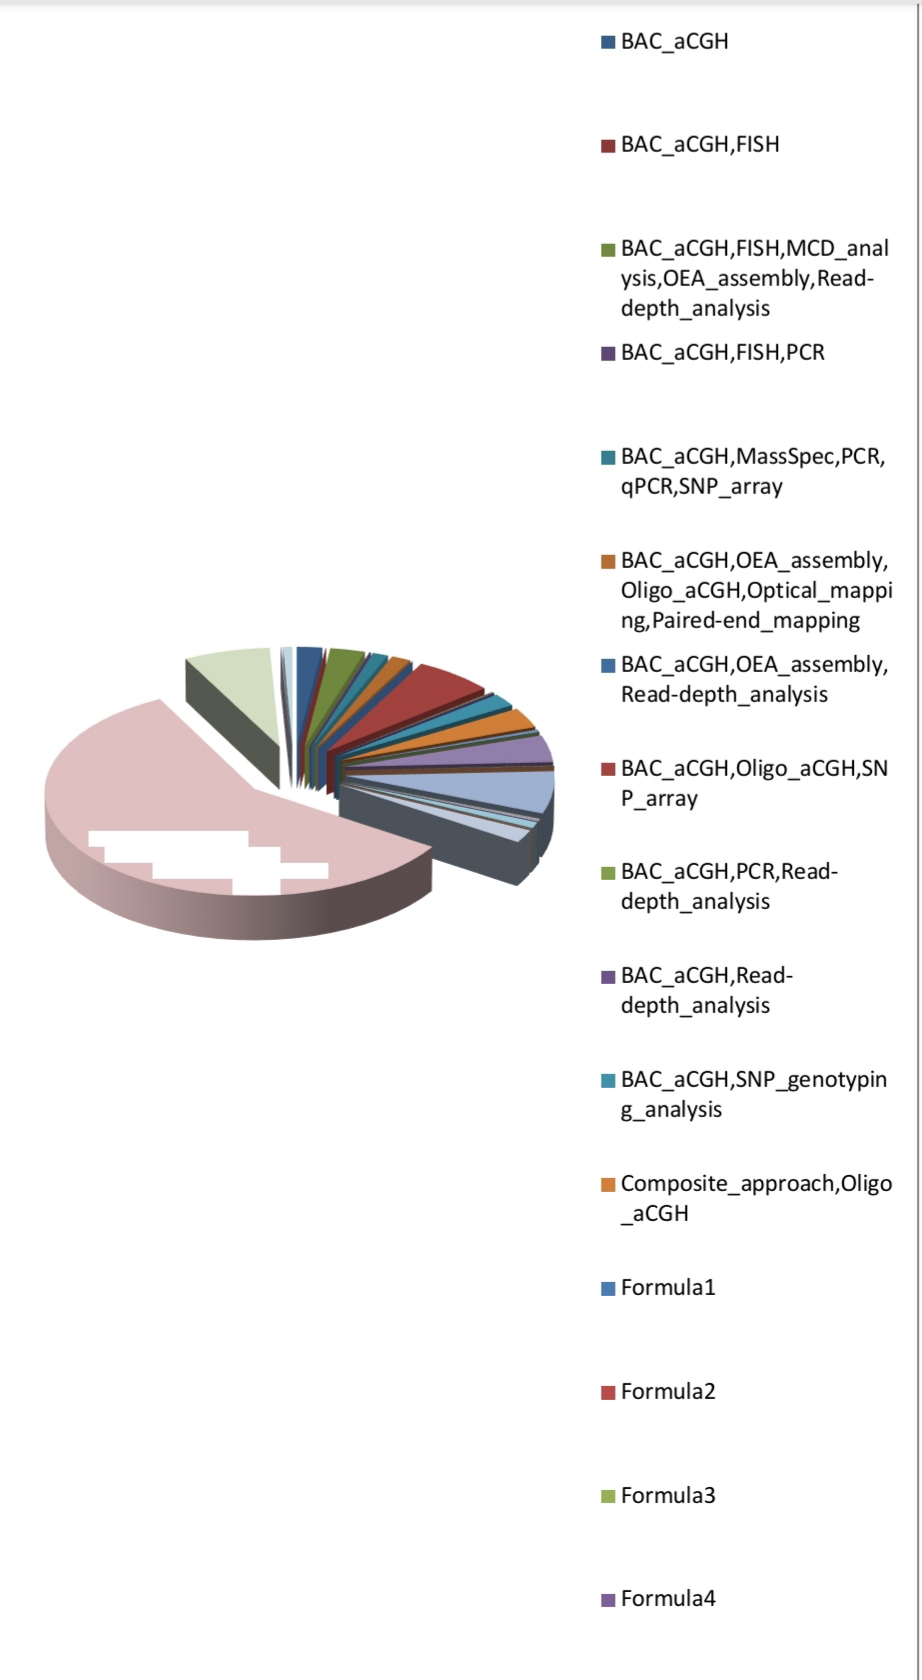 BAC_aCGH
BAC_aCGH,FISH
BAC_aCGH,FISH,MCD_anal
ysis,OEA_assembly,Read-
depth_analysis
BAC_aCGH,FISH,PCR
BAC_aCGH,MassSpec,PCR,
qPCR,SNP_array
BAC_aCGH,OEA_assembly,
Oligo_aCGH,Optical_mappi
ng,Paired-end_mapping
BAC_aCGH,OEA_assembly,
Read-depth_analysis
BAC_aCGH,Oligo_aCGH,SN
P_array
BAC_aCGH,PCR,Read-
depth_analysis
BAC_aCGH,Read-
depth_analysis
BAC_aCGH,SNP_genotypin
g_analysis
Composite_approach,Oligo
_aCGH
Formula1
Formula2
Formula3
Formula4